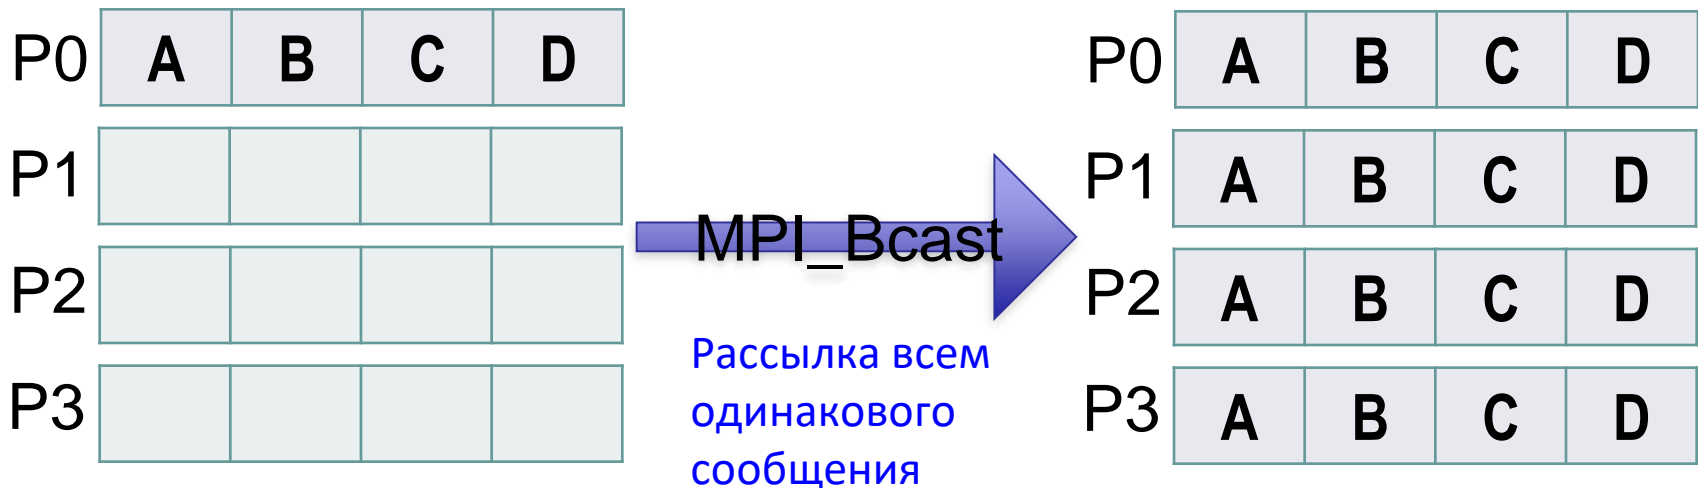 P0 A B C D
P1
P2
P3
MPI_Bcast
Рассылка всем
одинакового
сообщения
P0 A B C D
P1 A B C D
P2 A B C D
P3 A B C D